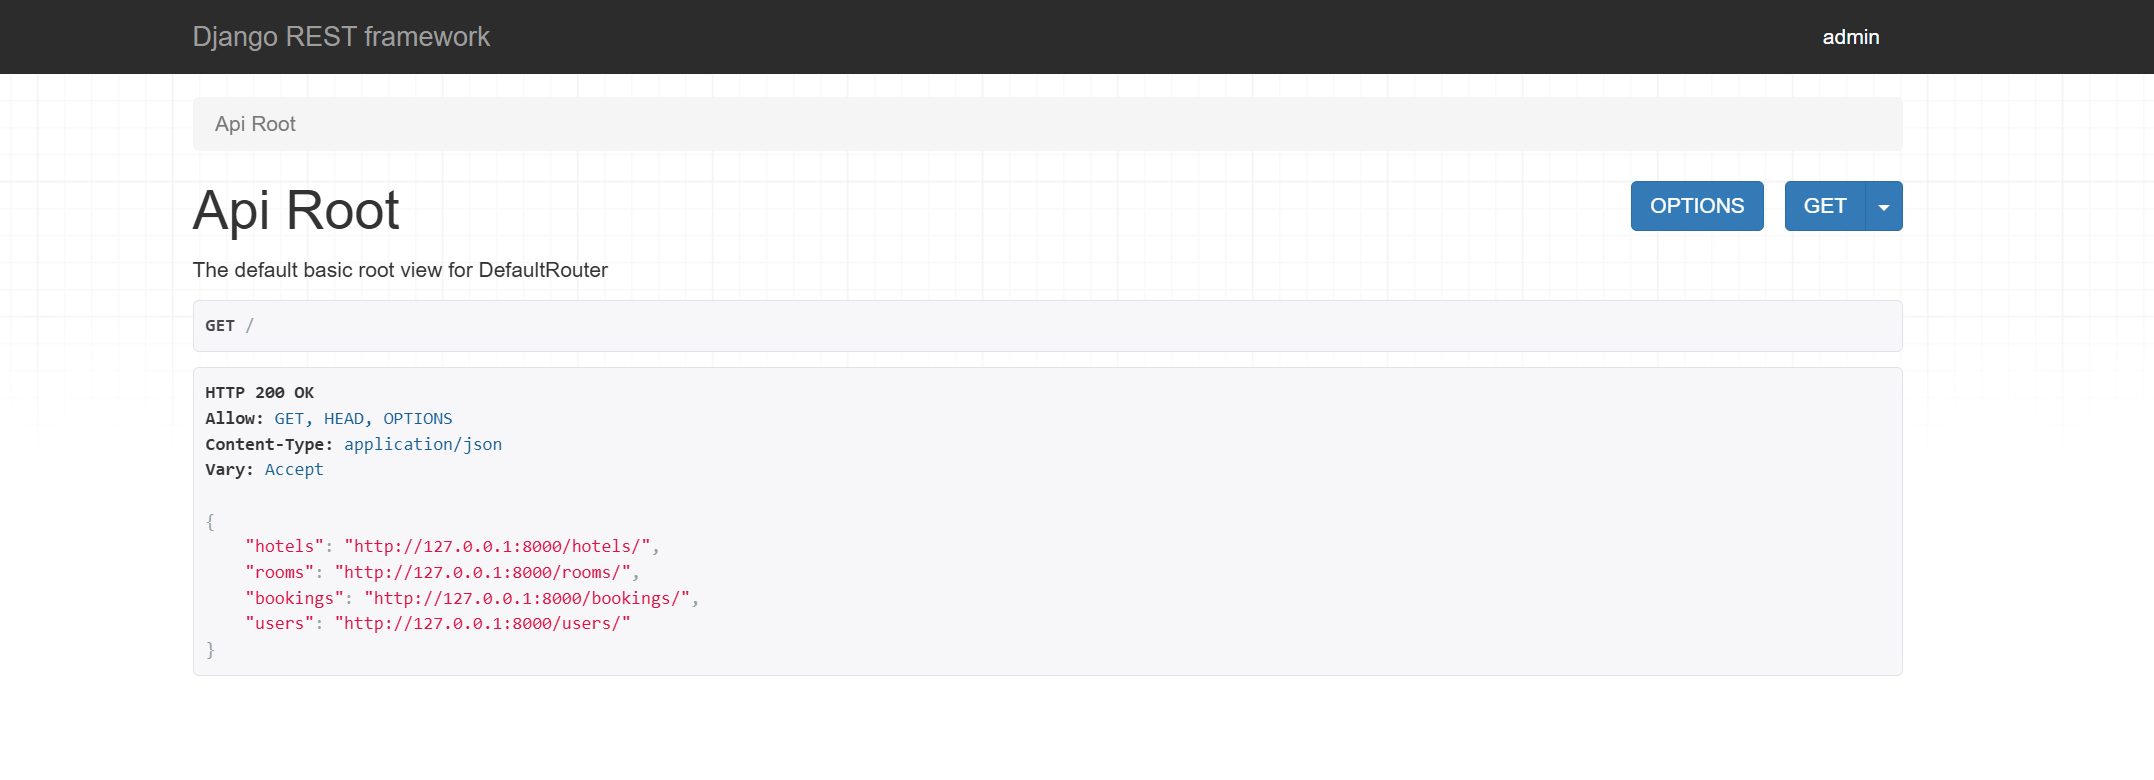 Django REST framework
admin
Api Root
Api Root
OPTIONS
GET
The default basic root view for DefaultRouter
GET /
HTTP 200 OK
Allow: GET, HEAD, OPTIONS
Content-Type: application/json
Vary: Accept
{
    "hotels": "http://127.0.0.1:8000/hotels/",
    "rooms": "http://127.0.0.1:8000/rooms/",
    "bookings": "http://127.0.0.1:8000/bookings/",
    "users": "http://127.0.0.1:8000/users/"
}